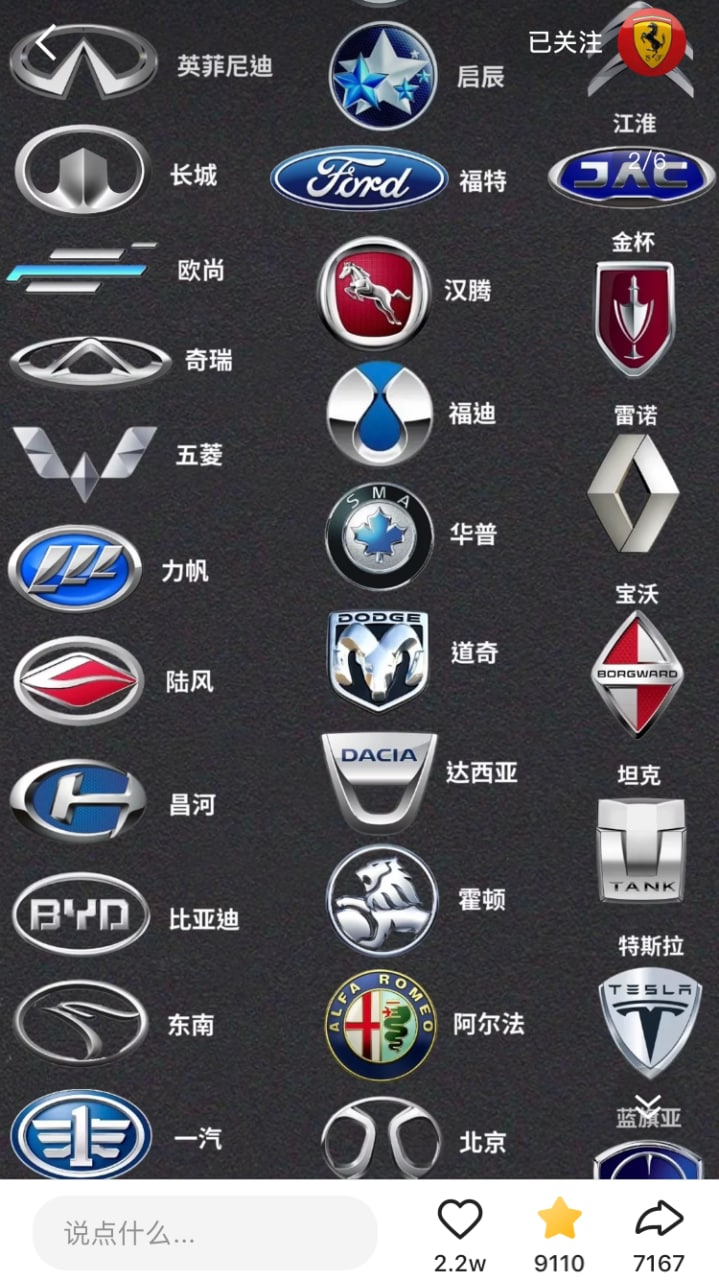 已关注
2/6
英菲尼迪
长城
欧尚
奇瑞
五菱
力帆
陆风
昌河
BYD
比亚迪
东南
1
一汽
启辰
Ford
福特
汉腾
福迪
SMA
华普
DODGE
道奇
DACIA
达西亚
霍顿
ALFA ROMEO
阿尔法
北京
江淮
JAC
金杯
雷诺
宝沃
BORGWARD
坦克
TANK
特斯拉
TESLA
蓝旗亚
说点什么...
2.2w
9110
7167